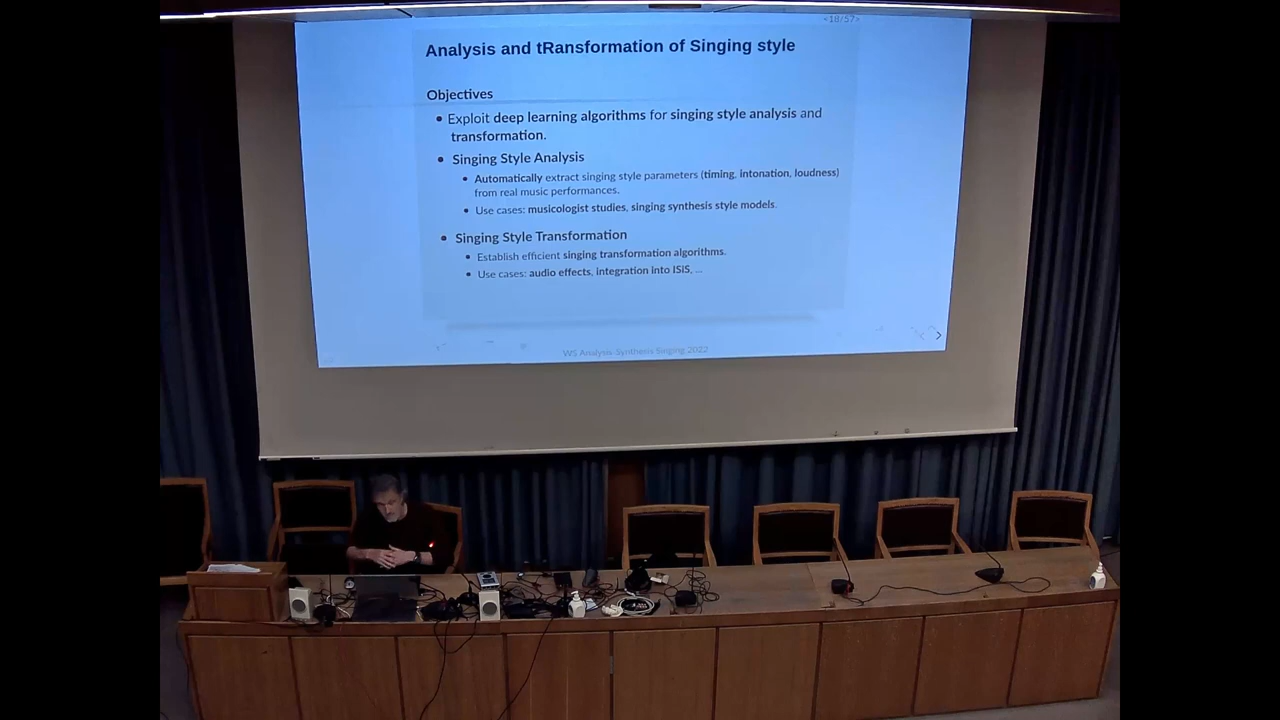 <18/57>
Analysis and tRansformation of Singing style
Objectives
• Exploit deep learning algorithms for singing style analysis and
transformation.
• Singing Style Analysis
• Automatically extract singing style parameters (timing, intonation, loudness)
from real music performances.
• Use cases: musicologist studies, singing synthesis style models.
• Singing Style Transformation
• Establish efficient singing transformation algorithms.
• Use cases: audio effects, integration into ISiS, ...
WS Analysis-Synthesis Singing 2022